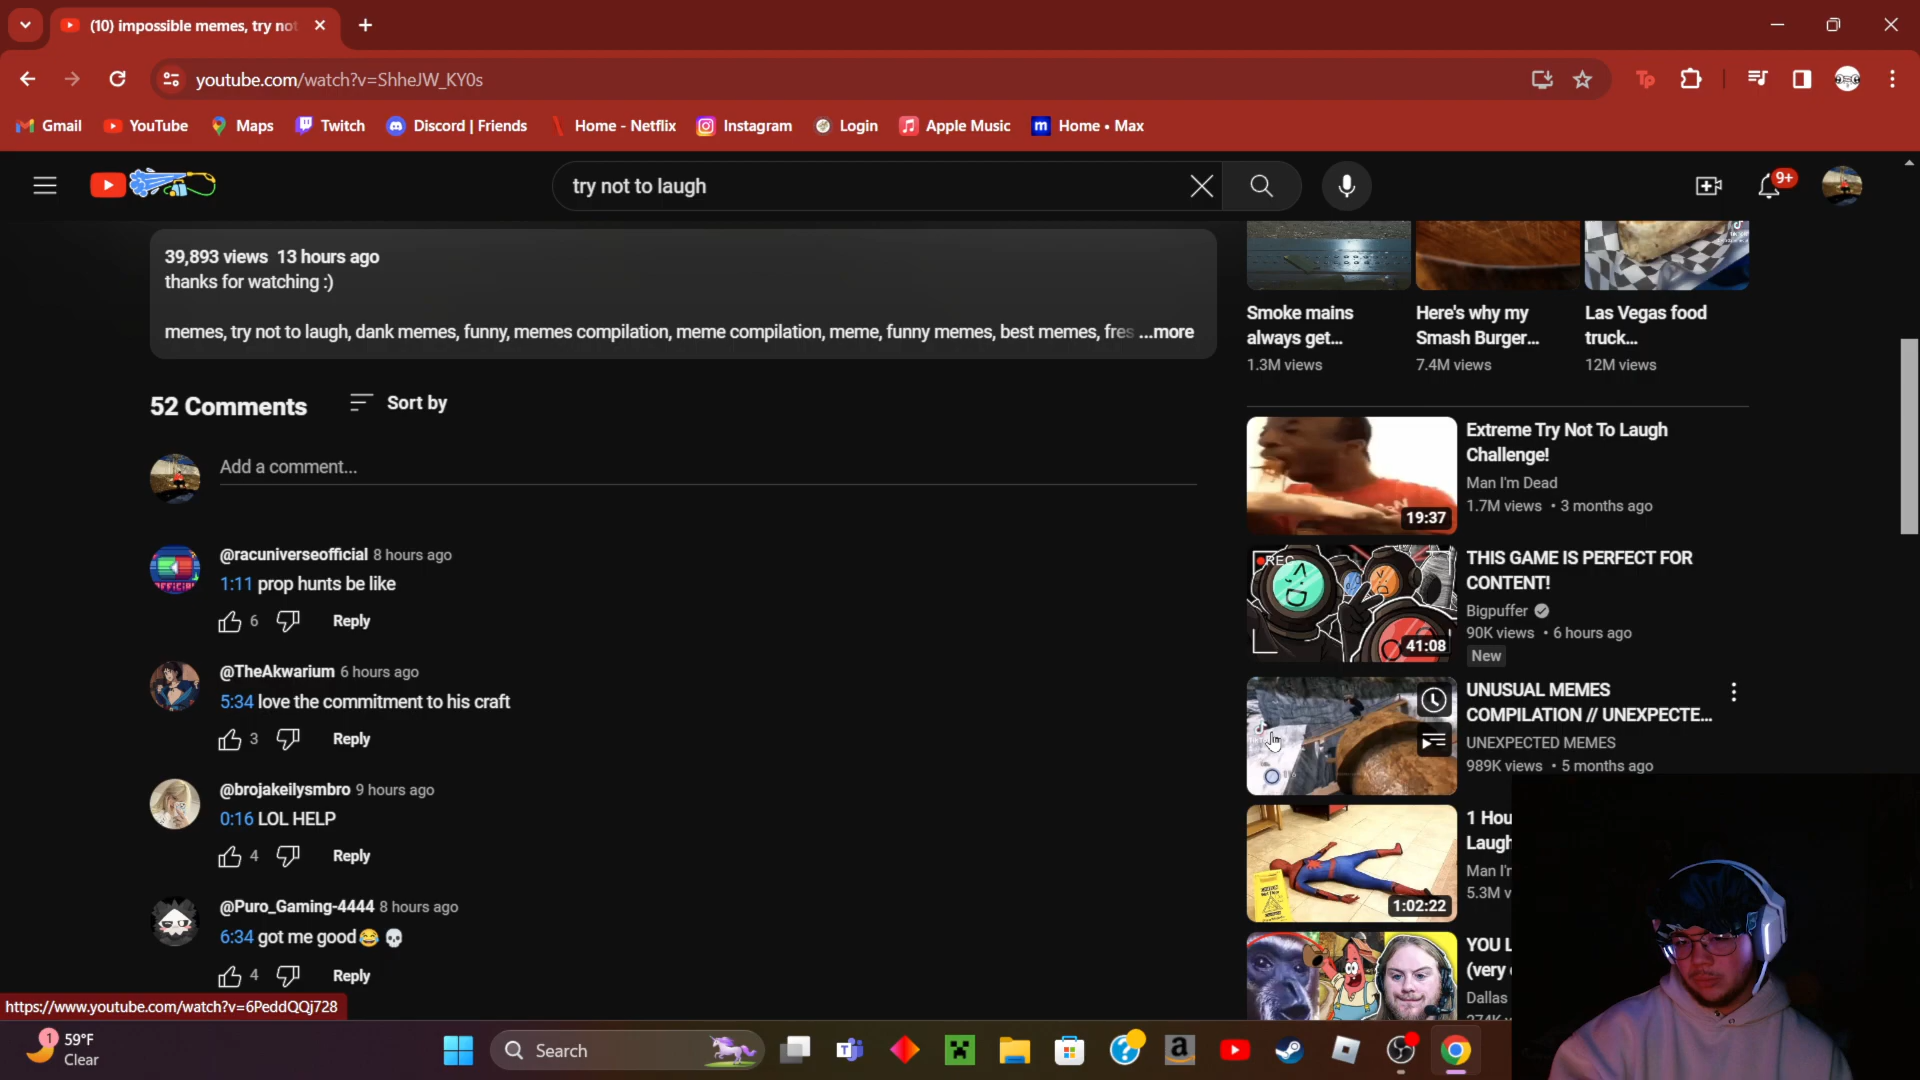 (10) impossible memes, try not
youtube.com/watch?v=ShheJW_KY0s
Gmail YouTube Maps Twitch Discord | Friends Home - Netflix Instagram Login Apple Music Home • Max
try not to laugh
9+
39,893 views 13 hours ago
thanks for watching :)
memes, try not to laugh, dank memes, funny, memes compilation, meme compilation, meme, funny memes, best memes, fres ...more
52 Comments Sort by
Add a comment...
@racuniverseofficial 8 hours ago
1:11 prop hunts be like
6 Reply
@TheAkwarium 6 hours ago
5:34 love the commitment to his craft
3 Reply
@brojakeilysmbro 9 hours ago
0:16 LOL HELP
4 Reply
@Puro_Gaming-4444 8 hours ago
6:34 got me good😂💀
4 Reply
Smoke mains
always get...
1.3M views
Here's why my
Smash Burger...
7.4M views
Las Vegas food
truck...
12M views
19:37
Extreme Try Not To Laugh
Challenge!
Man I'm Dead
1.7M views • 3 months ago
REC
41:08
THIS GAME IS PERFECT FOR
CONTENT!
Bigpuffer
90K views • 6 hours ago
New
UNUSUAL MEMES
COMPILATION // UNEXPECTE...
UNEXPECTED MEMES
989K views • 5 months ago
1:02:22
1 Hou
Laugh
Man I'm
5.3M v
YOU L
(very
Dallas
https://www.youtube.com/watch?v=6PeddQQj728
1
59°F
Clear
Search